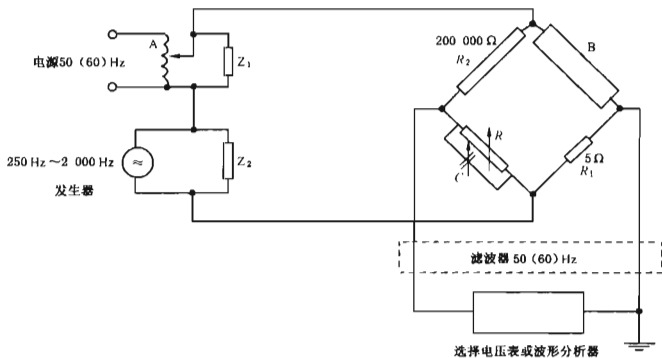 A
电源50(60)Hz
Z1
250 Hz～2 000 Hz
发生器
Z2
200 000 Ω
R2
B
R
C
5Ω
R1
滤波器 50(60)Hz
选择电压表或波形分析器